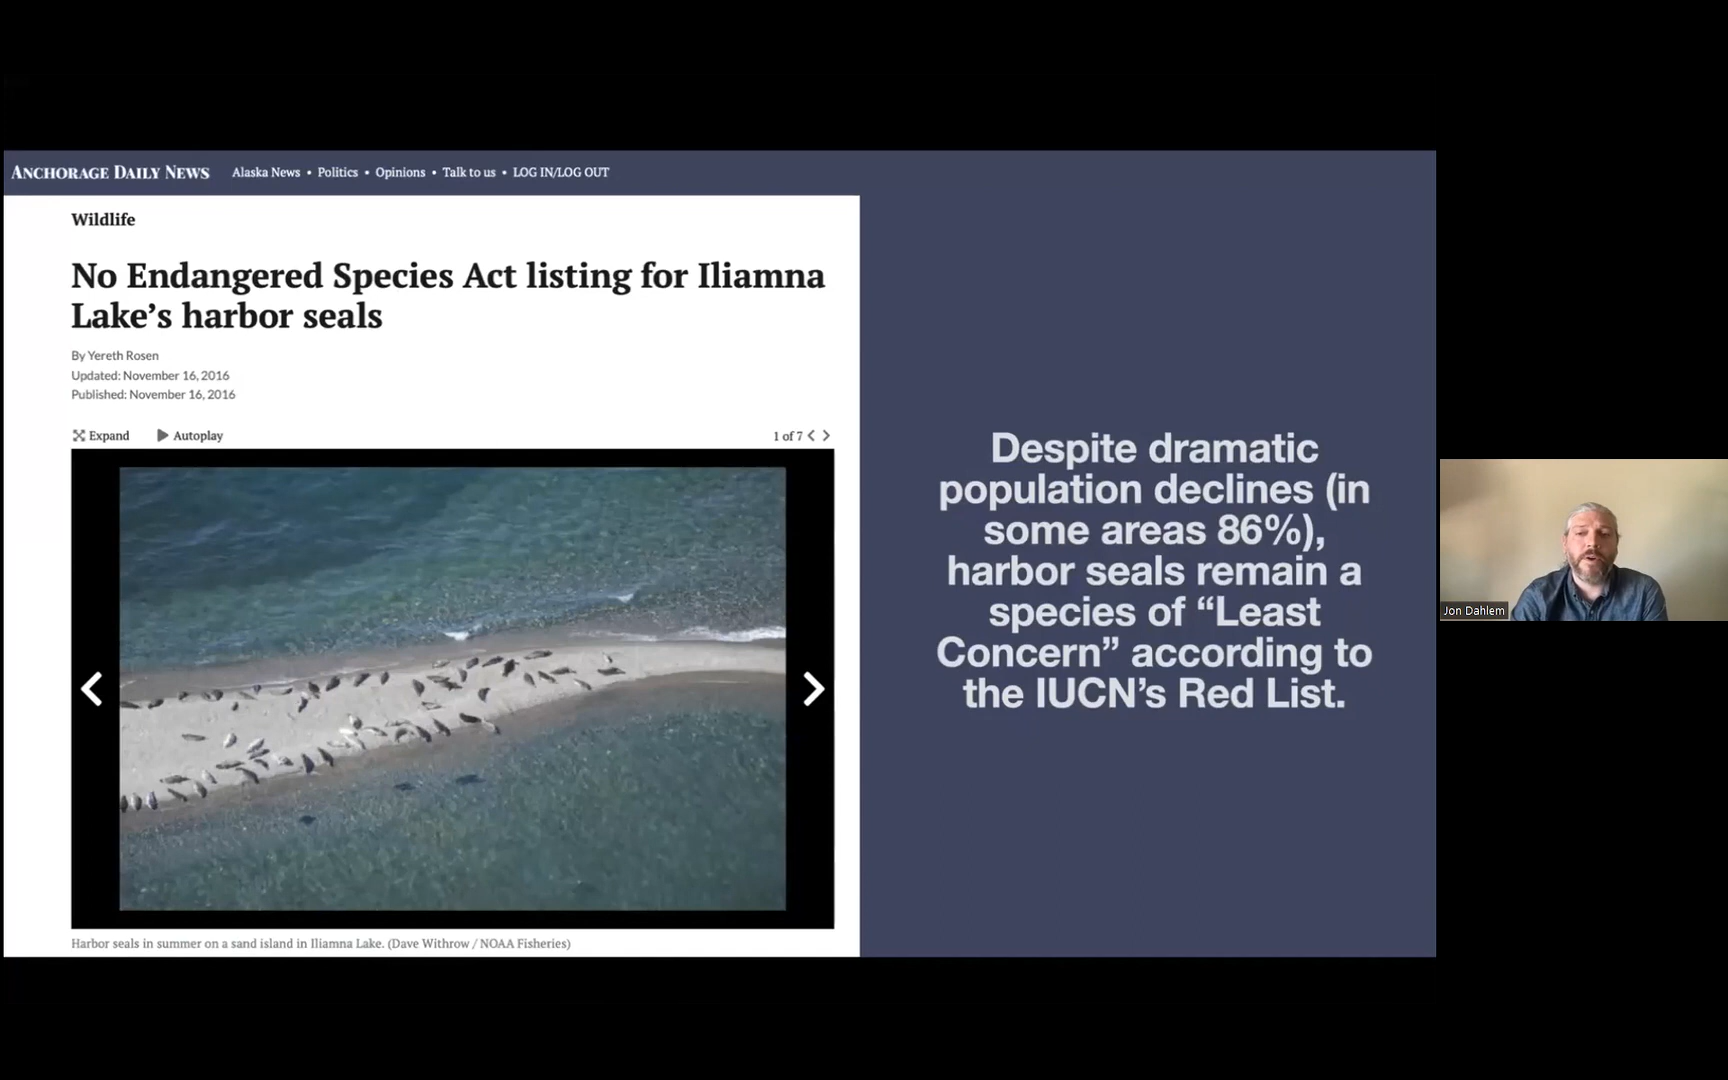 ANCHORAGE DAILY NEWS Alaska News • Politics • Opinions • Talk to us • LOG IN/LOG OUT
Wildlife
No Endangered Species Act listing for Iliamna
Lake’s harbor seals
By Yereth Rosen
Updated: November 16, 2016
Published: November 16, 2016
Expand Autoplay 1 of 7
Harbor seals in summer on a sand island in Iliamna Lake. (Dave Withrow / NOAA Fisheries)
Despite dramatic
population declines (in
some areas 86%),
harbor seals remain a
species of “Least
Concern” according to
the IUCN’s Red List.
Jon Dahlem